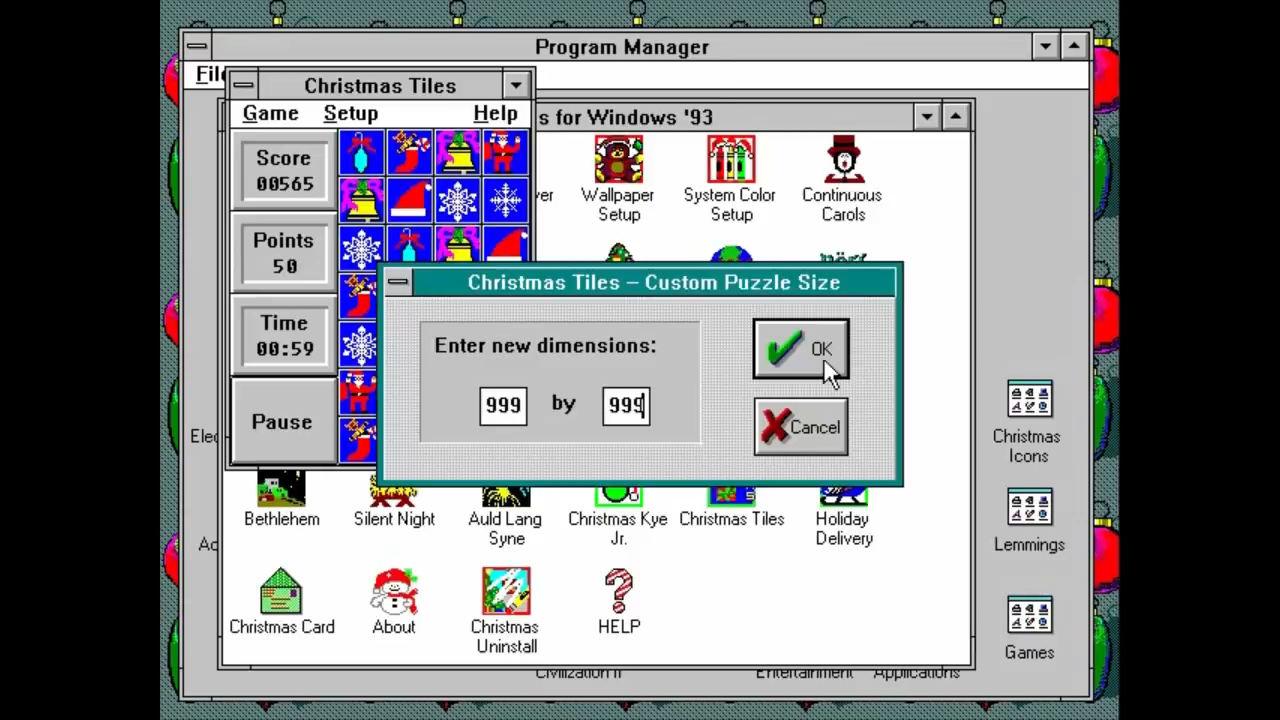 Program Manager
File
Christmas Tiles
Game Setup Help
s for Windows '93
Score
00565
Points
50
Time
00:59
Pause
ver
Wallpaper
Setup
System Color
Setup
Continuous
Carols
Christmas Tiles – Custom Puzzle Size
Enter new dimensions:
999 by 999
OK
Cancel
Elec
Christmas
Icons
Bethlehem
Silent Night
Auld Lang
Syne
Christmas Kye
Jr.
Christmas Tiles
Holiday
Delivery
Ac
Lemmings
Christmas Card
About
Christmas
Uninstall
HELP
Games
Civilization II
Entertainment
Applications